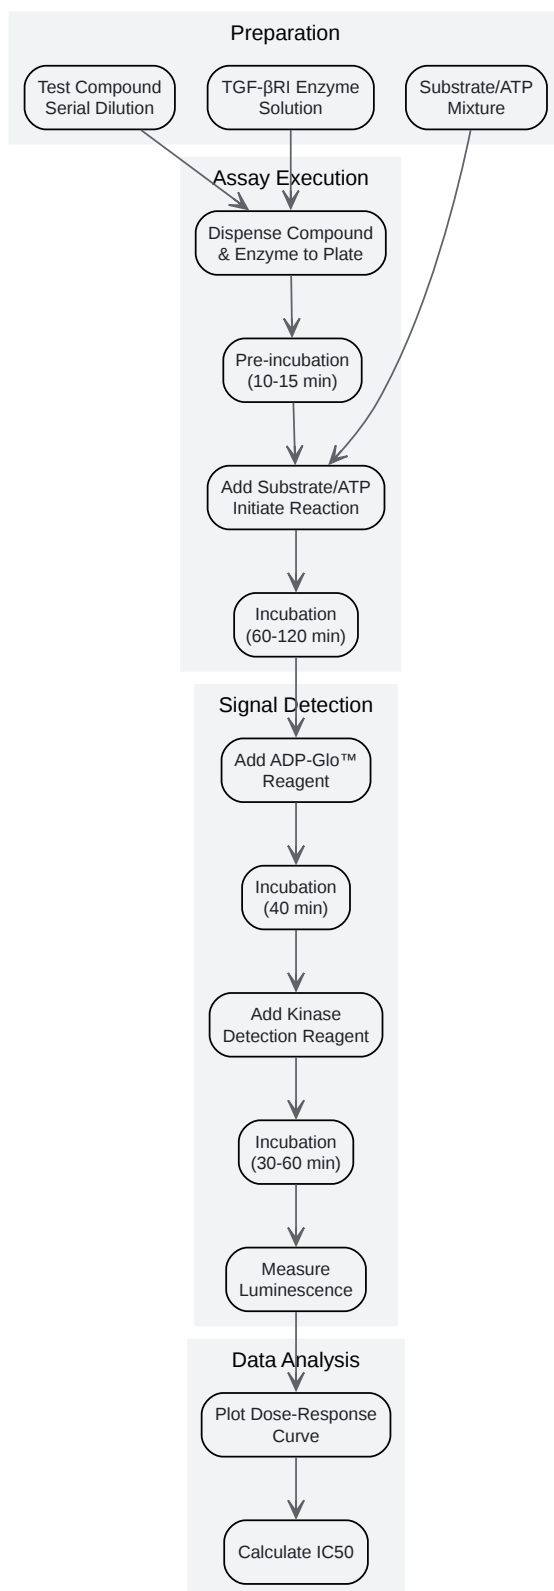 Preparation
Test Compound
Serial Dilution
TGF-βRI Enzyme
Solution
Substrate/ATP
Mixture
Assay Execution
Dispense Compound
& Enzyme to Plate
Pre-incubation
(10-15 min)
Add Substrate/ATP
Initiate Reaction
Incubation
(60-120 min)
Signal Detection
Add ADP-Glo™
Reagent
Incubation
(40 min)
Add Kinase
Detection Reagent
Incubation
(30-60 min)
Measure
Luminescence
Data Analysis
Plot Dose-Response
Curve
Calculate IC50